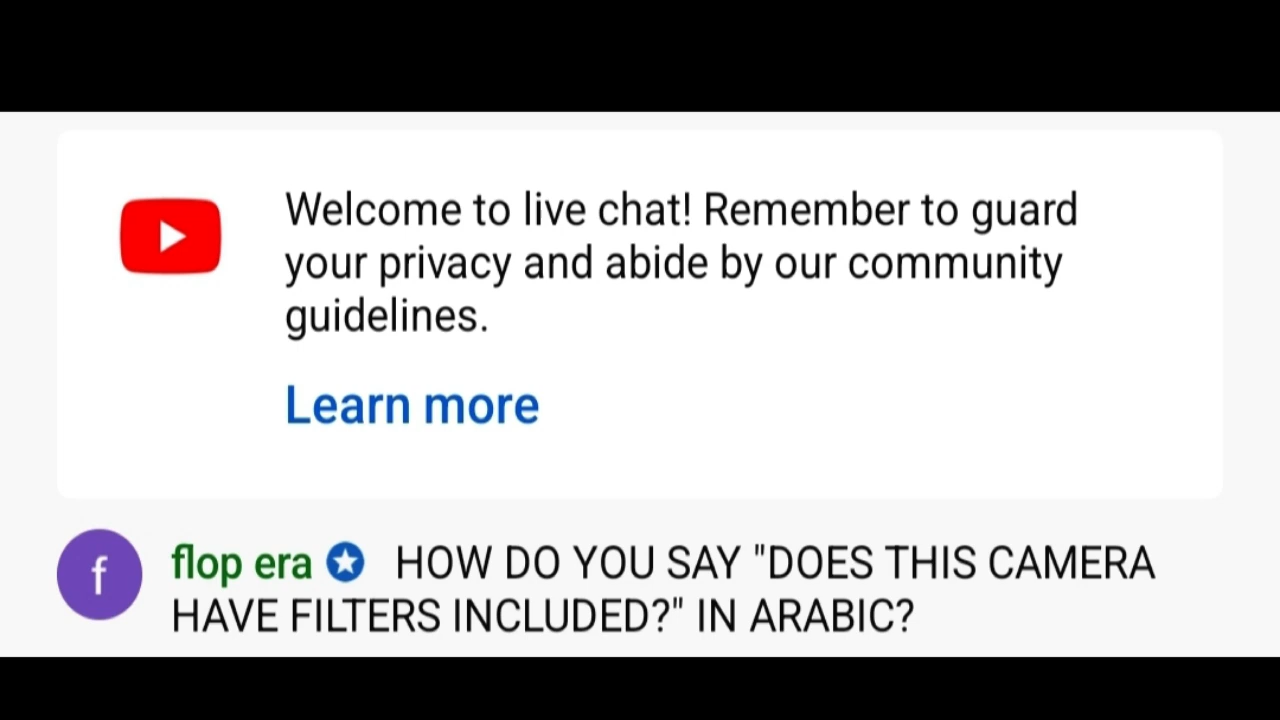 Welcome to live chat! Remember to guard
your privacy and abide by our community
guidelines.
Learn more
f
flop era HOW DO YOU SAY "DOES THIS CAMERA
HAVE FILTERS INCLUDED?" IN ARABIC?